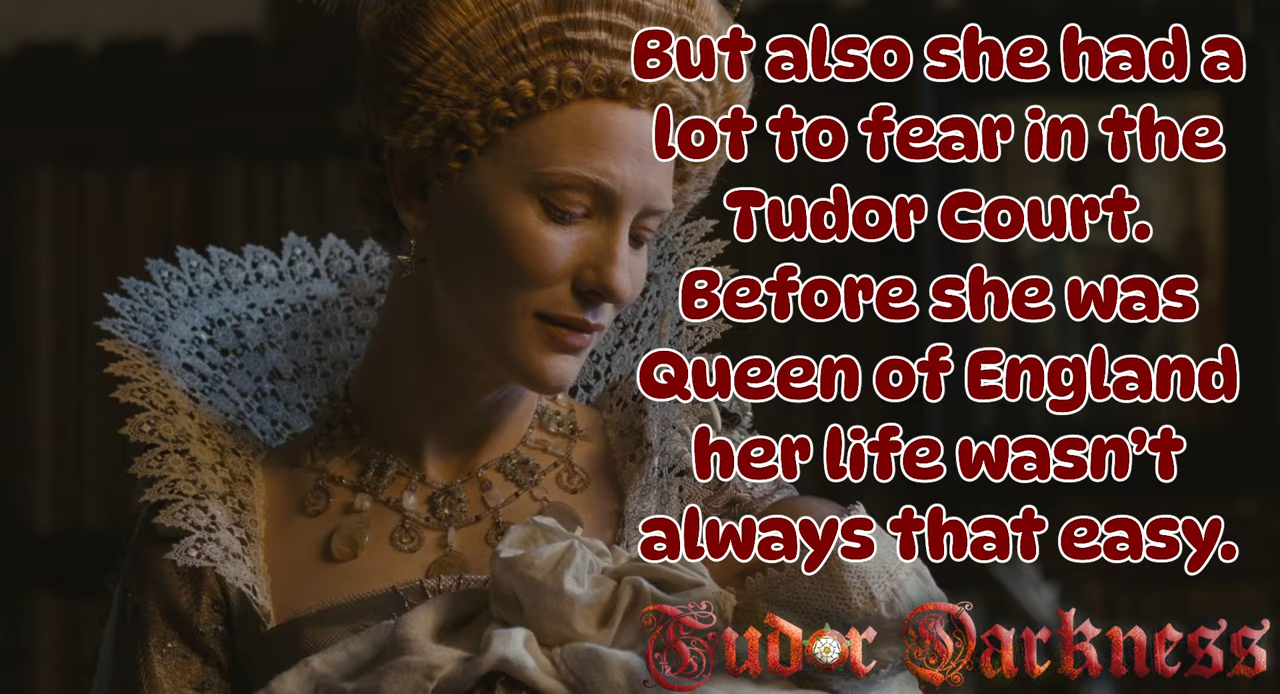 But also she had a
lot to fear in the
Tudor Court.
Before she was
Queen of England
her life wasn't
always that easy.
Tudor Darkness